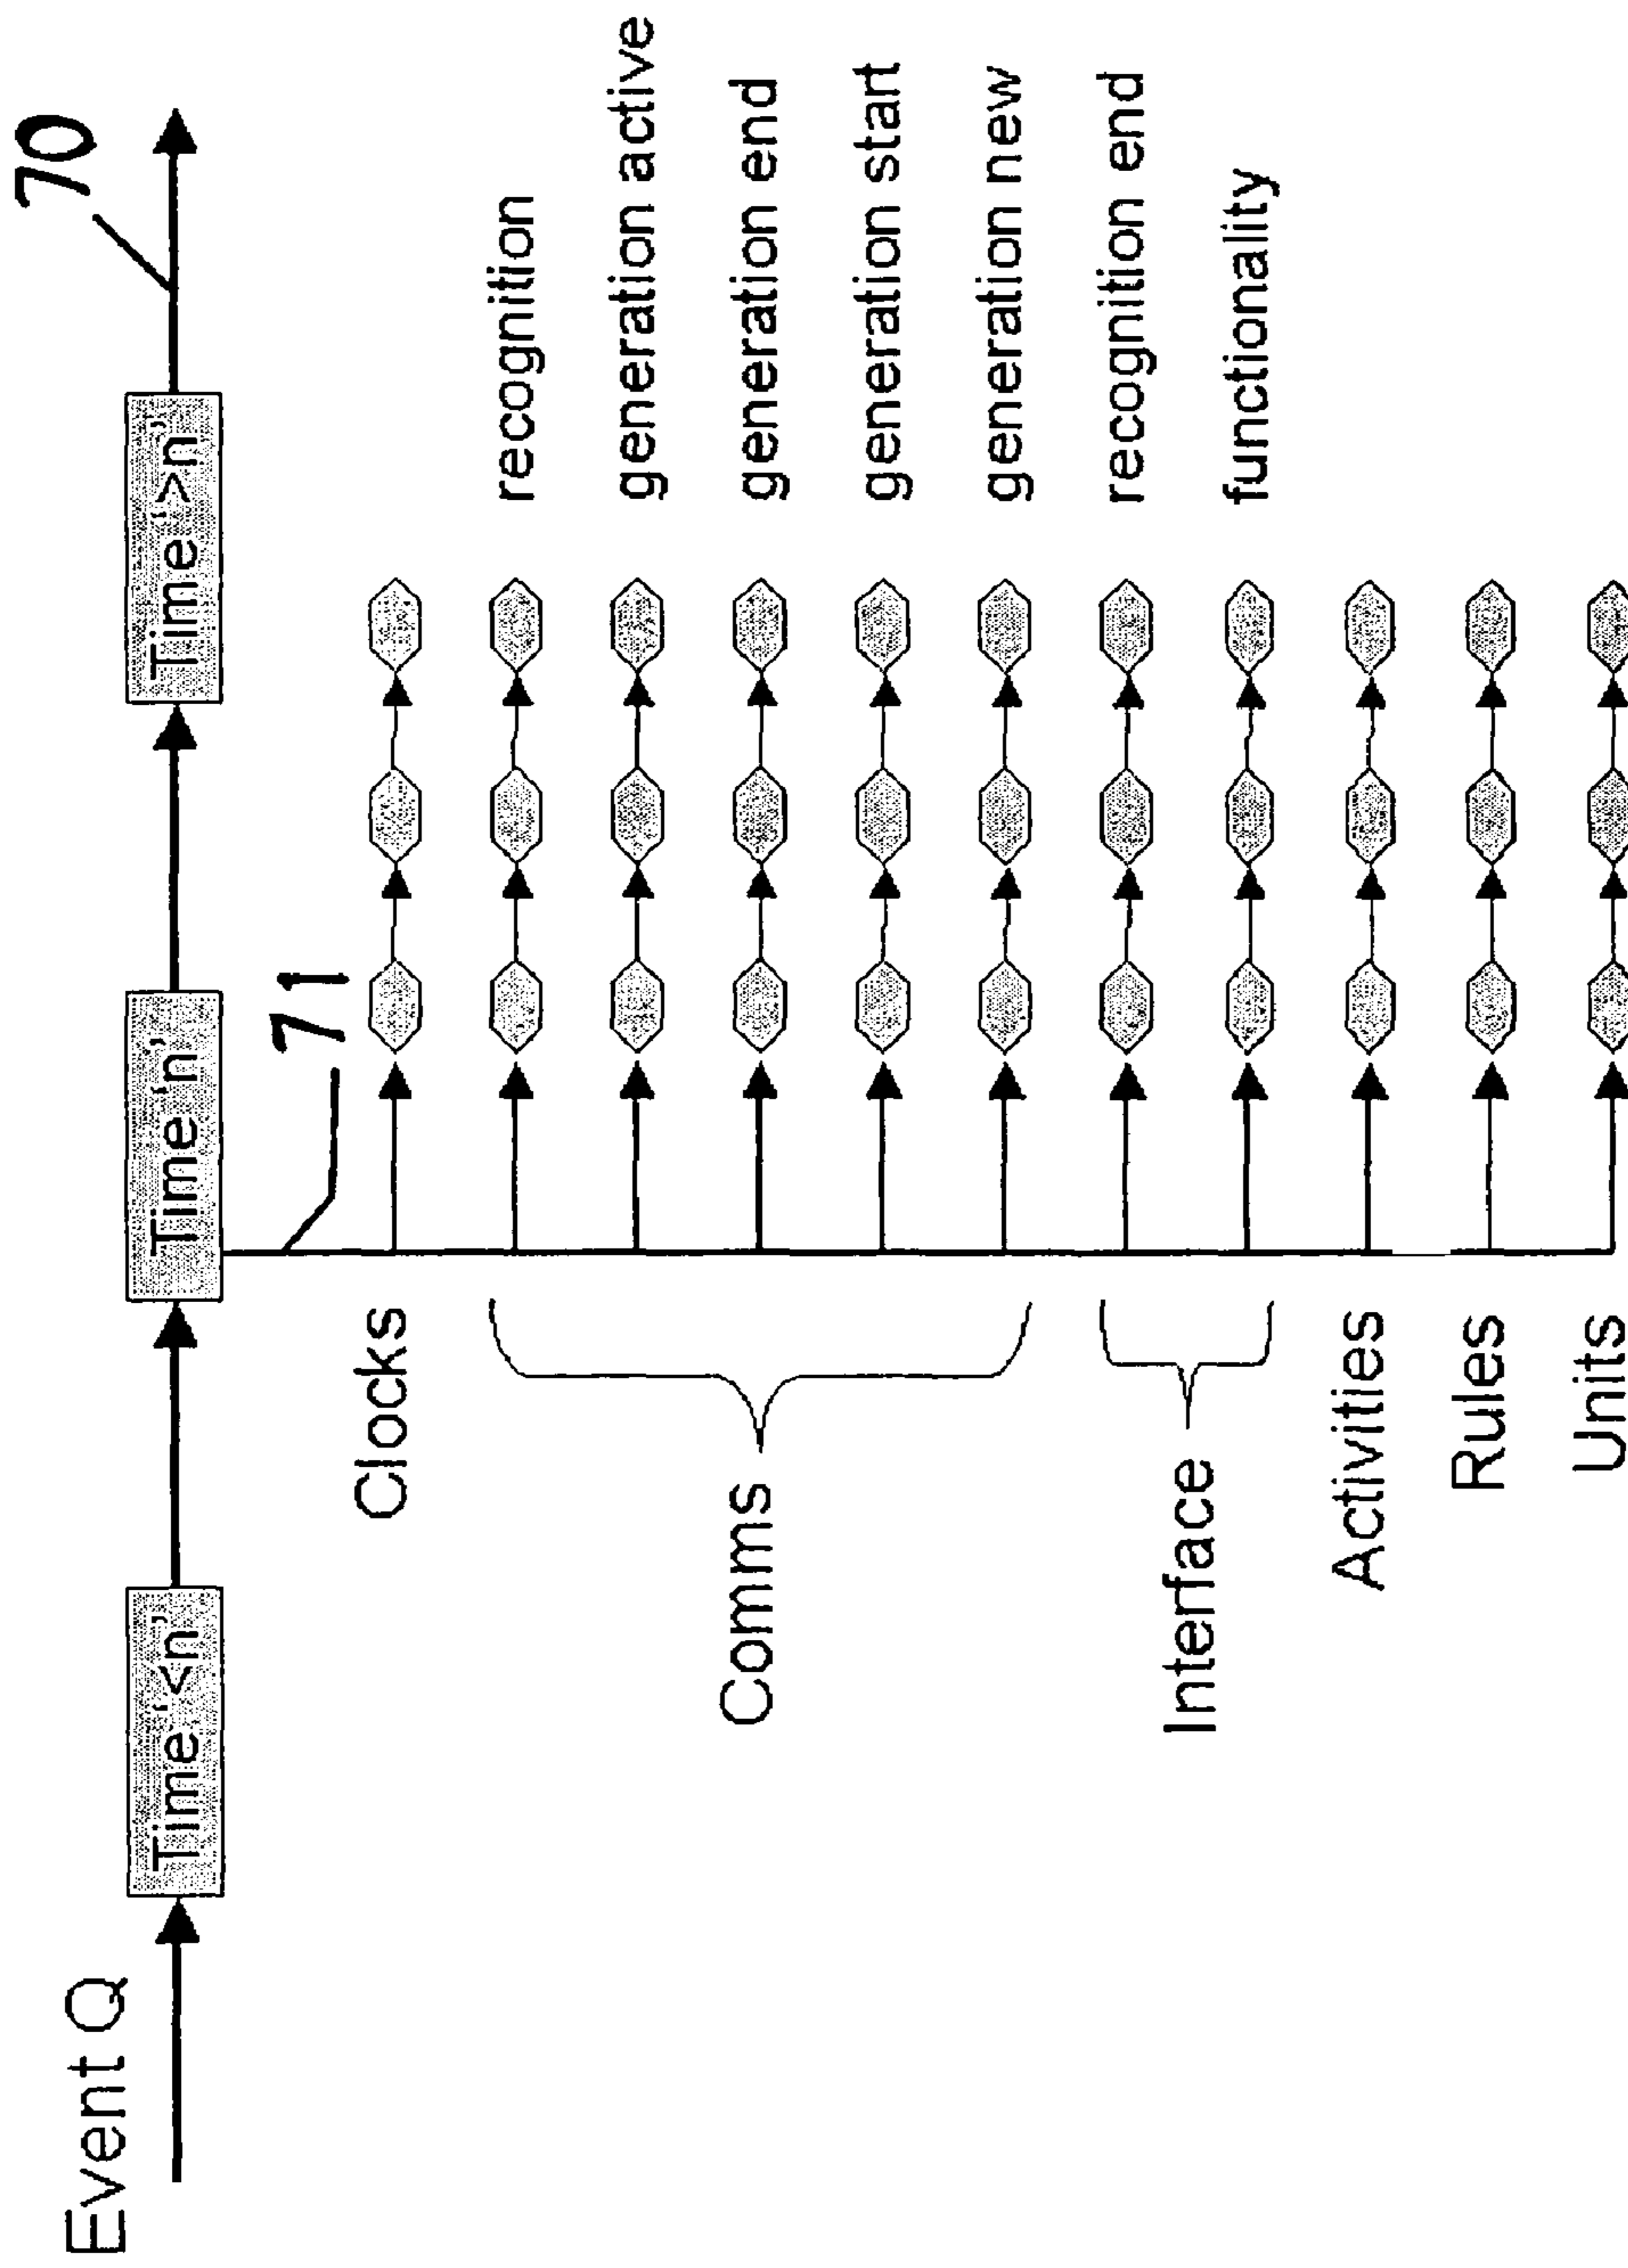 Event Q
Time '<n'
Time 'n'
Time '>n'
70
71
Clocks
Comms
recognition
generation active
generation end
generation start
generation new
Interface
recognition end
functionality
Activities
Rules
Units